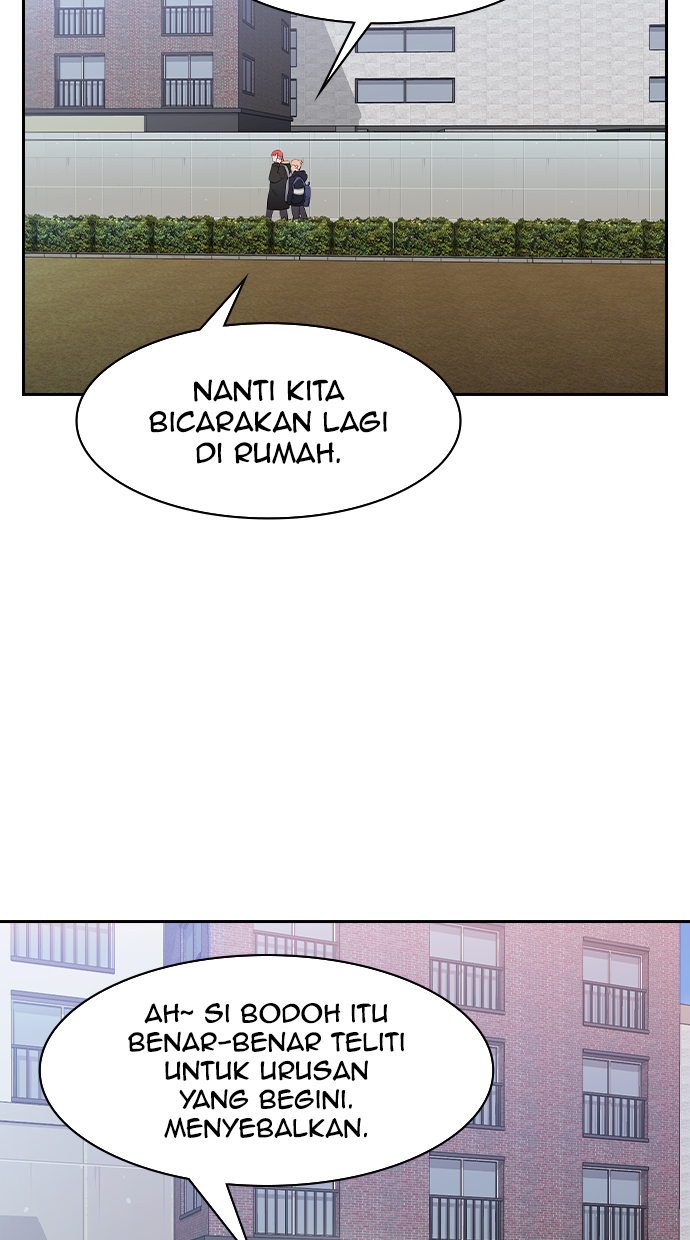 NANTI KITA
BICARAKAN LAGI
DI RUMAH.
AH~ SI BODOH ITU
BENAR-BENAR TELITI
UNTUK URUSAN
YANG BEGINI.
MENYEBALKAN.